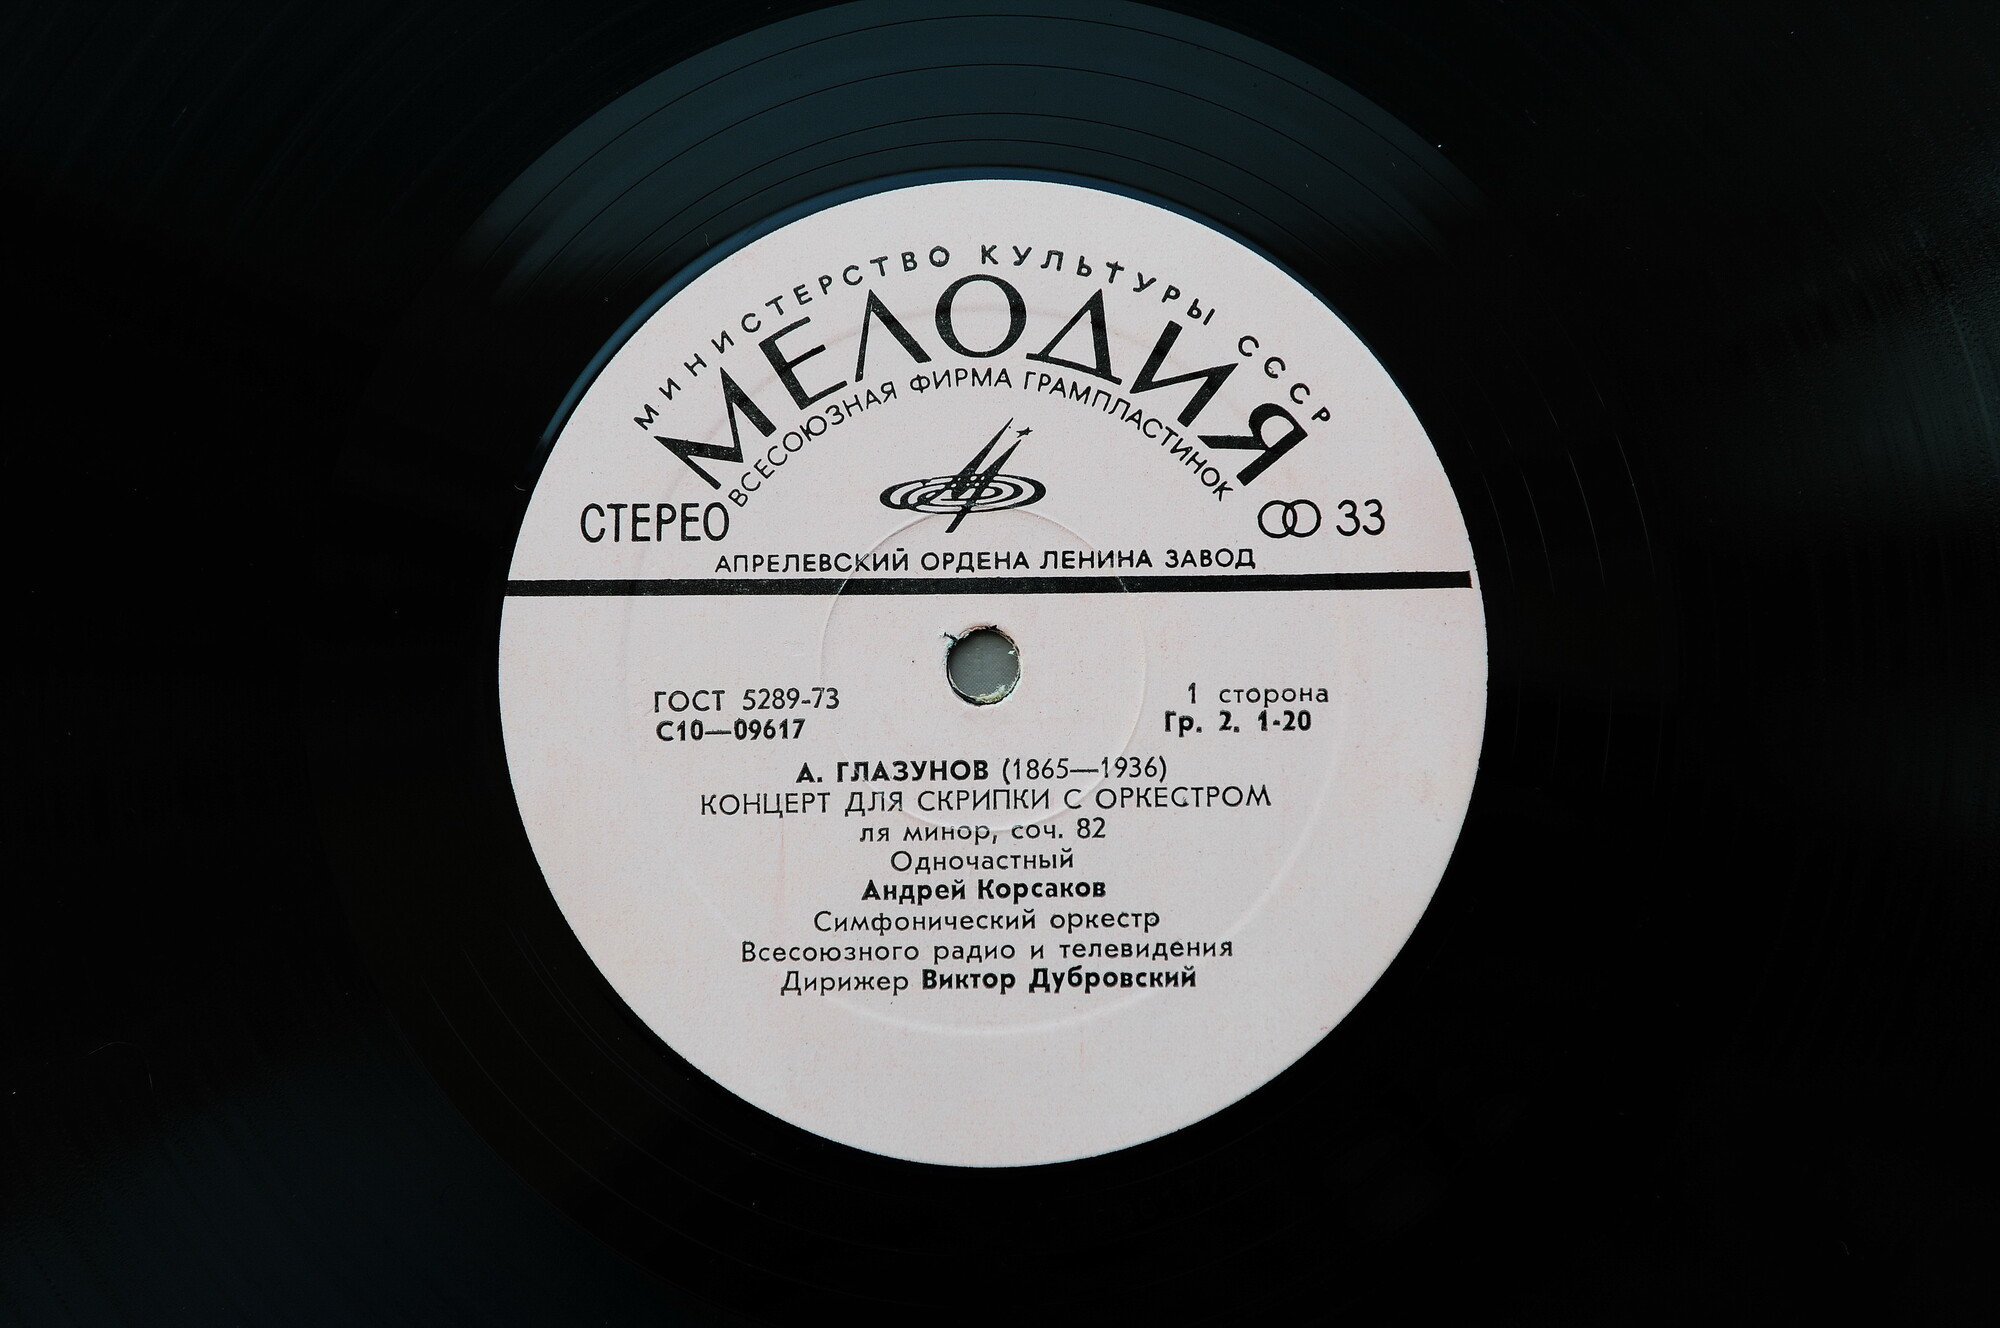 МИНИСТЕРСТВО КУЛЬТУРЫ СССР
МЕЛОДИЯ
ВСЕСОЮЗНАЯ ФИРМА ГРАМПЛАСТИНОК
СТЕРЕО
33
АПРЕЛЕВСКИЙ ОРДЕНА ЛЕНИНА ЗАВОД
ГОСТ 5289-73
1 сторона
С10—09617
Гр. 2. 1-20
А. ГЛАЗУНОВ (1865—1936)
КОНЦЕРТ ДЛЯ СКРИПКИ С ОРКЕСТРОМ
ля минор, соч. 82
Одночастный
Андрей Корсаков
Симфонический оркестр
Всесоюзного радио и телевидения
Дирижер Виктор Дубровский